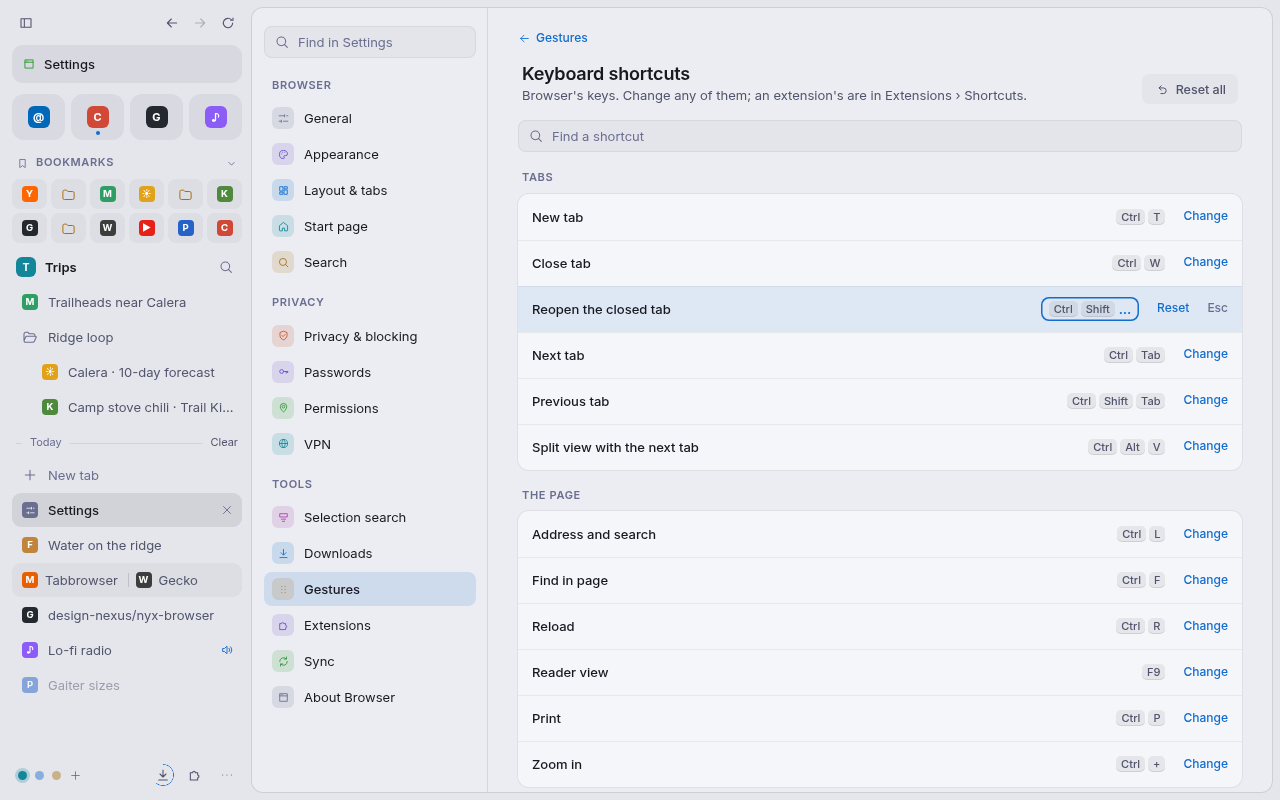 Settings
@
C
G
BOOKMARKS
Y
M
K
G
W
P
C
T
Trips
M
Trailheads near Calera
Ridge loop
Calera · 10-day forecast
K
Camp stove chili · Trail Ki...
Today
Clear
New tab
Settings
F
Water on the ridge
M
Tabbrowser
W
Gecko
G
design-nexus/nyx-browser
Lo-fi radio
P
Gaiter sizes
Find in Settings
BROWSER
General
Appearance
Layout & tabs
Start page
Search
PRIVACY
Privacy & blocking
Passwords
Permissions
VPN
TOOLS
Selection search
Downloads
Gestures
Extensions
Sync
About Browser
← Gestures
Keyboard shortcuts
Browser's keys. Change any of them; an extension's are in Extensions › Shortcuts.
Reset all
Find a shortcut
TABS
New tab Ctrl T Change
Close tab Ctrl W Change
Reopen the closed tab Ctrl Shift ... Reset Esc
Next tab Ctrl Tab Change
Previous tab Ctrl Shift Tab Change
Split view with the next tab Ctrl Alt V Change
THE PAGE
Address and search Ctrl L Change
Find in page Ctrl F Change
Reload Ctrl R Change
Reader view F9 Change
Print Ctrl P Change
Zoom in Ctrl + Change